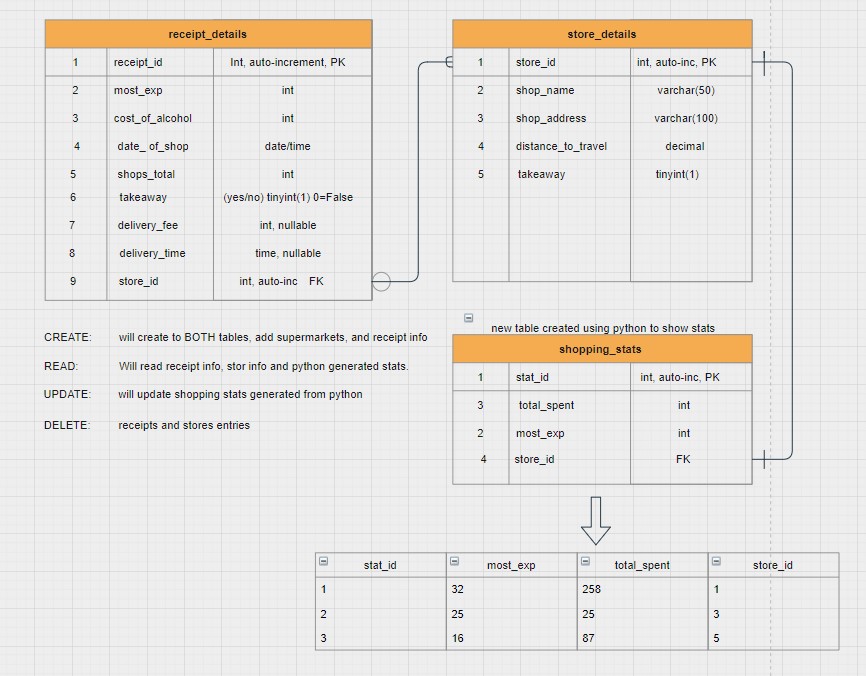 receipt_details
1 receipt_id Int, auto-increment, PK
2 most_exp int
3 cost_of_alcohol int
4 date_ of_shop date/time
5 shops_total int
6 takeaway (yes/no) tinyint(1) 0=False
7 delivery_fee int, nullable
8 delivery_time time, nullable
9 store_id int, auto-inc FK
store_details
1 store_id int, auto-inc, PK
2 shop_name varchar(50)
3 shop_address varchar(100)
4 distance_to_travel decimal
5 takeaway tinyint(1)
CREATE: will create to BOTH tables, add supermarkets, and receipt info
READ: Will read receipt info, stor info and python generated stats.
UPDATE: will update shopping stats generated from python
DELETE: receipts and stores entries
new table created using python to show stats
shopping_stats
1 stat_id int, auto-inc, PK
3 total_spent int
2 most_exp int
4 store_id FK
stat_id most_exp total_spent store_id
1 32 258 1
2 25 25 3
3 16 87 5